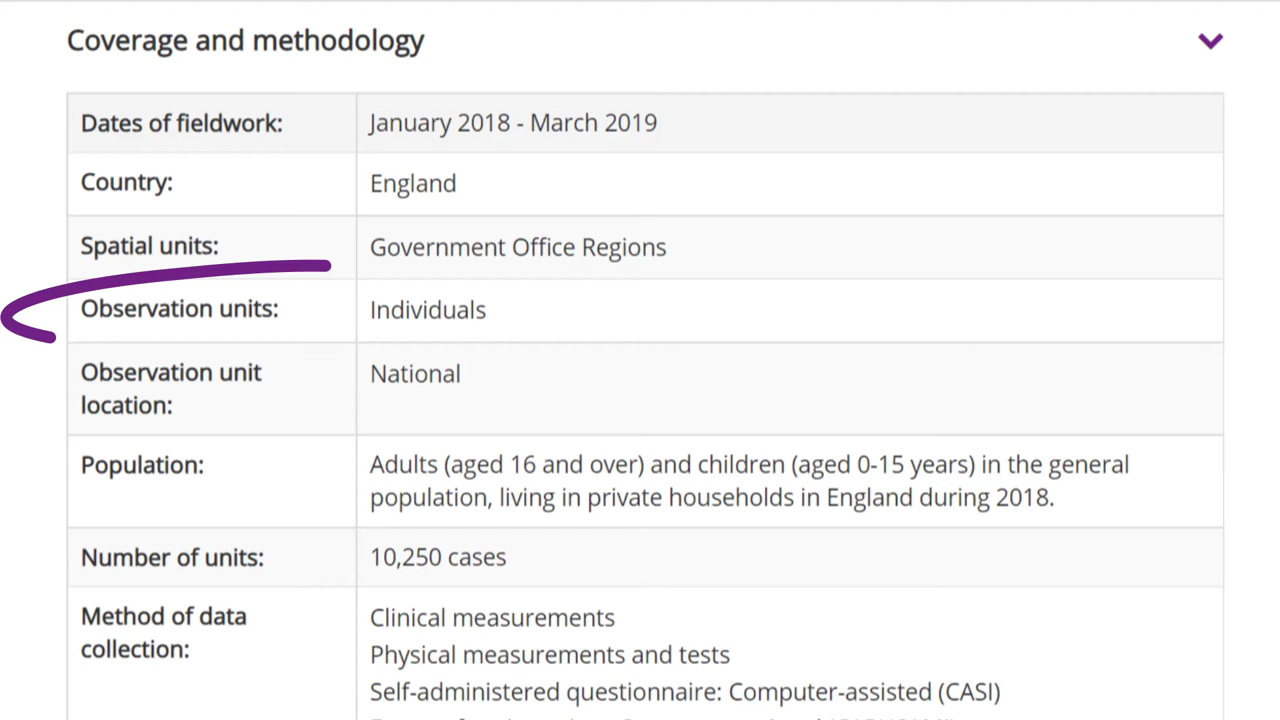 Coverage and methodology
Dates of fieldwork: January 2018 - March 2019
Country: England
Spatial units: Government Office Regions
Observation units: Individuals
Observation unit National
location:
Population: Adults (aged 16 and over) and children (aged 0-15 years) in the general
population, living in private households in England during 2018.
Number of units: 10,250 cases
Method of data Clinical measurements
collection: Physical measurements and tests
Self-administered questionnaire: Computer-assisted (CASI)